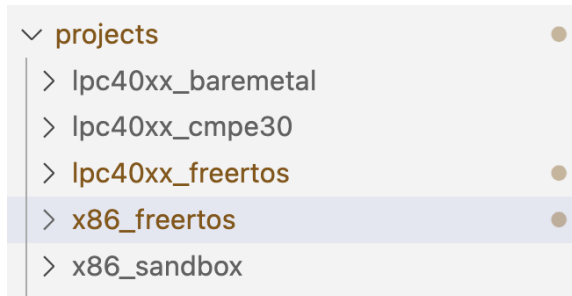 projects
lpc40xx_baremetal
lpc40xx_cmpe30
lpc40xx_freertos
x86_freertos
x86_sandbox